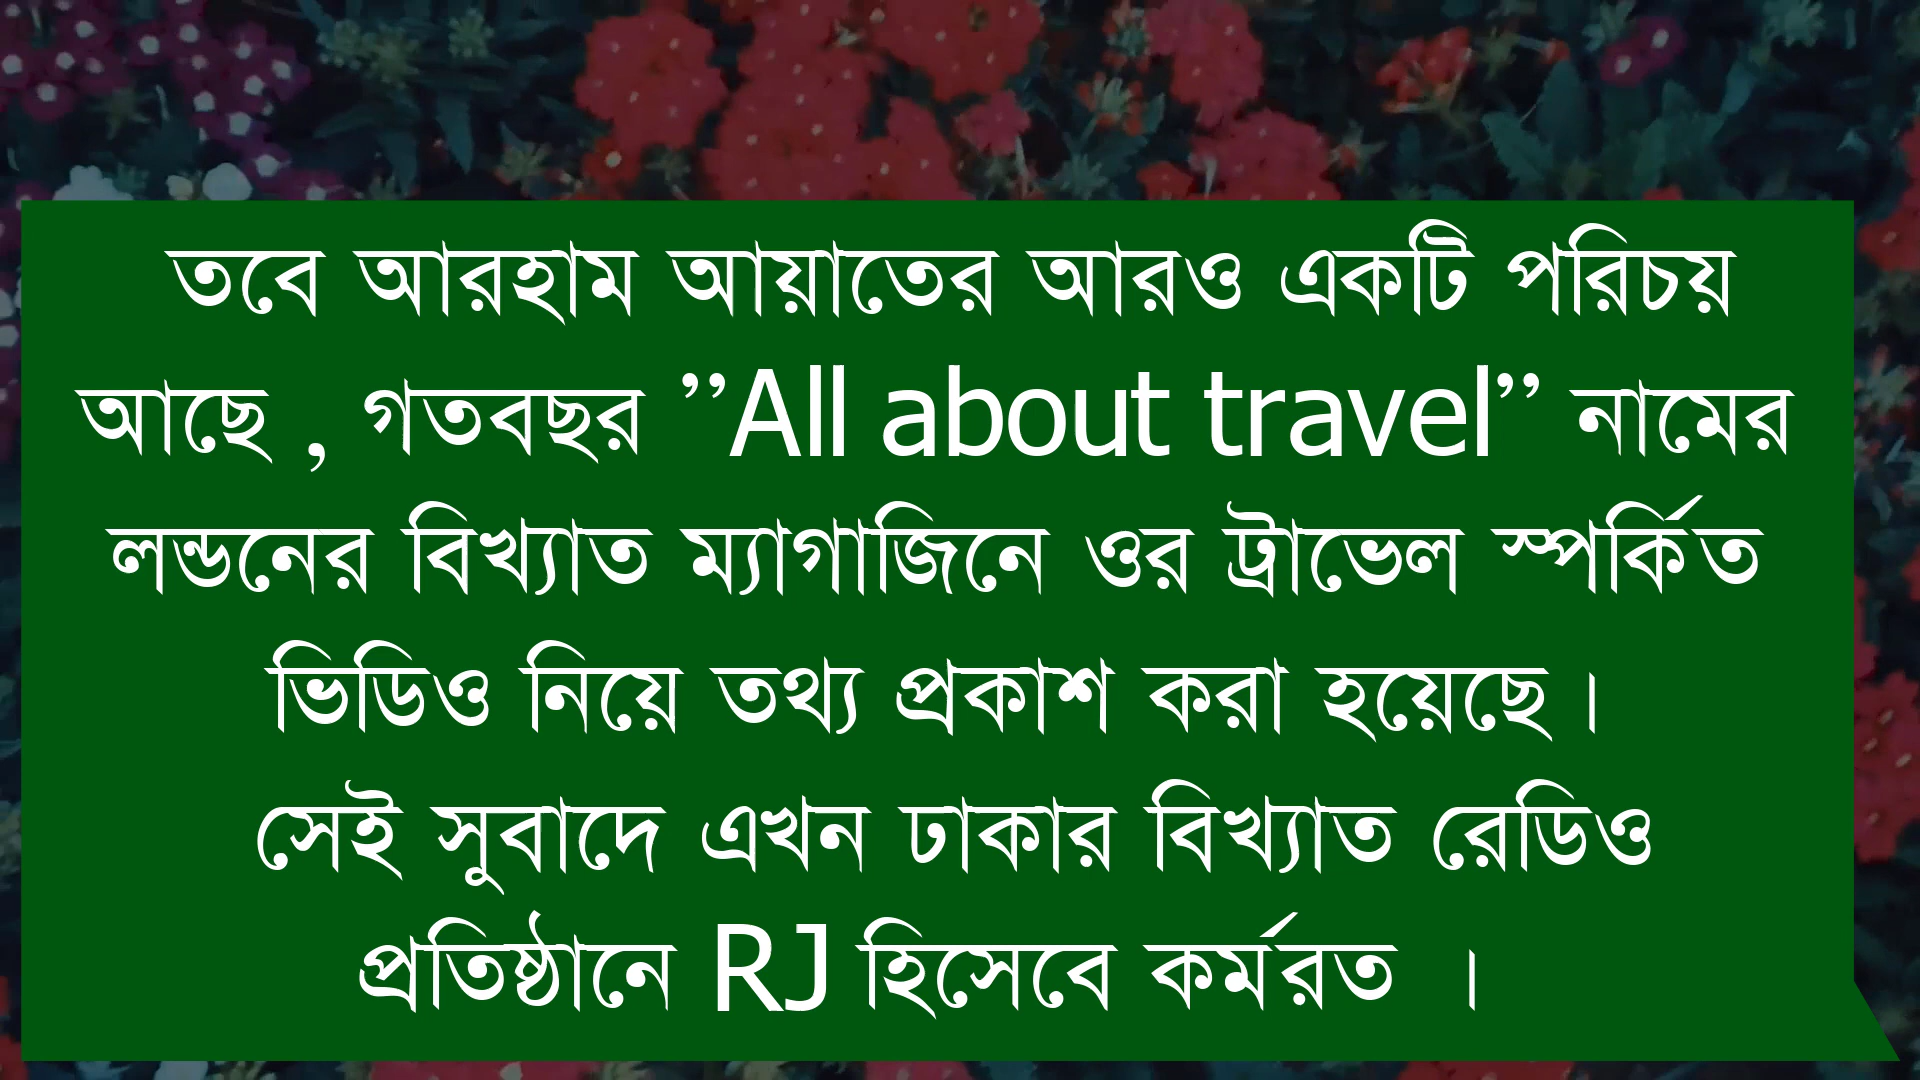 তবে আরহাম আয়াতের আরও একটি পরিচয়
আছে , গতবছর ’’All about travel’’ নামের
লন্ডনের বিখ্যাত ম্যাগাজিনে ওর ট্রাভেল স্পর্কিত
ভিডিও নিয়ে তথ্য প্রকাশ করা হয়েছে।
সেই সুবাদে এখন ঢাকার বিখ্যাত রেডিও
প্রতিষ্ঠানে RJ হিসেবে কর্মরত ।